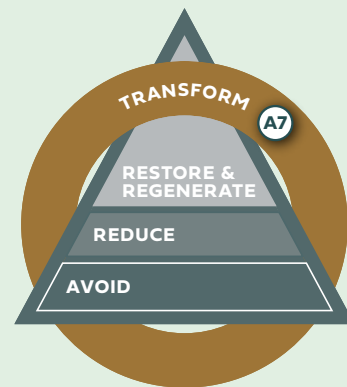 TRANSFORM
A7
RESTORE &
REGENERATE
REDUCE
AVOID